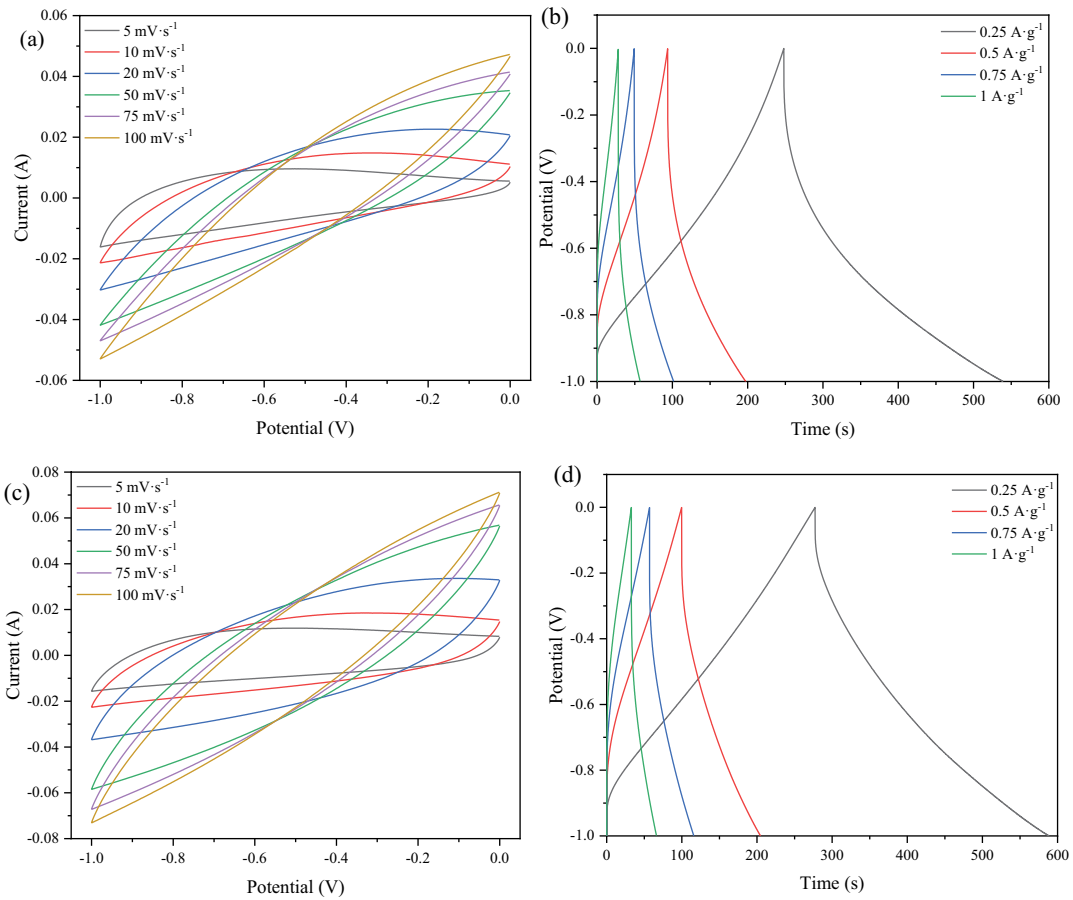 (a)
5 mV·s⁻¹
10 mV·s⁻¹
20 mV·s⁻¹
50 mV·s⁻¹
75 mV·s⁻¹
100 mV·s⁻¹
0.06
0.04
0.02
0.00
-0.02
-0.04
-0.06
Current (A)
-1.0 -0.8 -0.6 -0.4 -0.2 0.0
Potential (V)
(b)
0.25 A·g⁻¹
0.5 A·g⁻¹
0.75 A·g⁻¹
1 A·g⁻¹
0.0
-0.2
-0.4
-0.6
-0.8
-1.0
Potential (V)
0 100 200 300 400 500 600
Time (s)
(c)
5 mV·s⁻¹
10 mV·s⁻¹
20 mV·s⁻¹
50 mV·s⁻¹
75 mV·s⁻¹
100 mV·s⁻¹
0.08
0.06
0.04
0.02
0.00
-0.02
-0.04
-0.06
-0.08
Current (A)
-1.0 -0.8 -0.6 -0.4 -0.2 0.0
Potential (V)
(d)
0.25 A·g⁻¹
0.5 A·g⁻¹
0.75 A·g⁻¹
1 A·g⁻¹
0.0
-0.2
-0.4
-0.6
-0.8
-1.0
Potential (V)
0 100 200 300 400 500 600
Time (s)